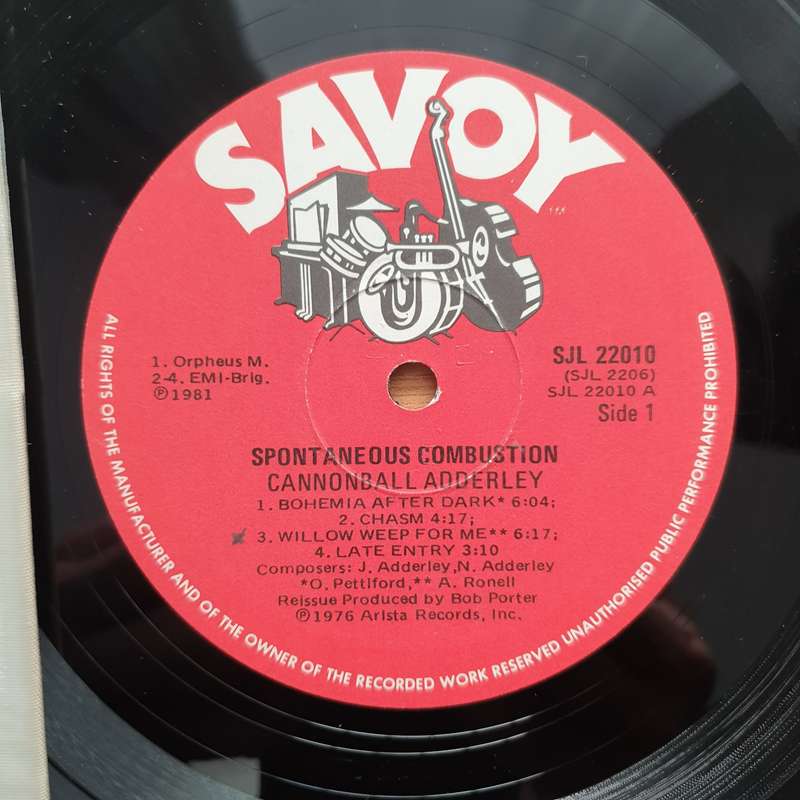 SAVOY
1. Orpheus M.
2-4. EMI-Brig.
℗1981
SJL 22010
(SJL 2206)
SJL 22010 A
Side 1
SPONTANEOUS COMBUSTION
CANNONBALL ADDERLEY
1. BOHEMIA AFTER DARK* 6:04;
2. CHASM 4:17;
3. WILLOW WEEP FOR ME** 6:17;
4. LATE ENTRY 3:10
Composers: J. Adderley, N. Adderley
*O. Pettiford, ** A. Ronell
Reissue Produced by Bob Porter
℗1976 Arista Records, Inc.
ALL RIGHTS OF THE MANUFACTURER AND OF THE OWNER OF THE RECORDED WORK RESERVED UNAUTHORISED PUBLIC PERFORMANCE PROHIBITED